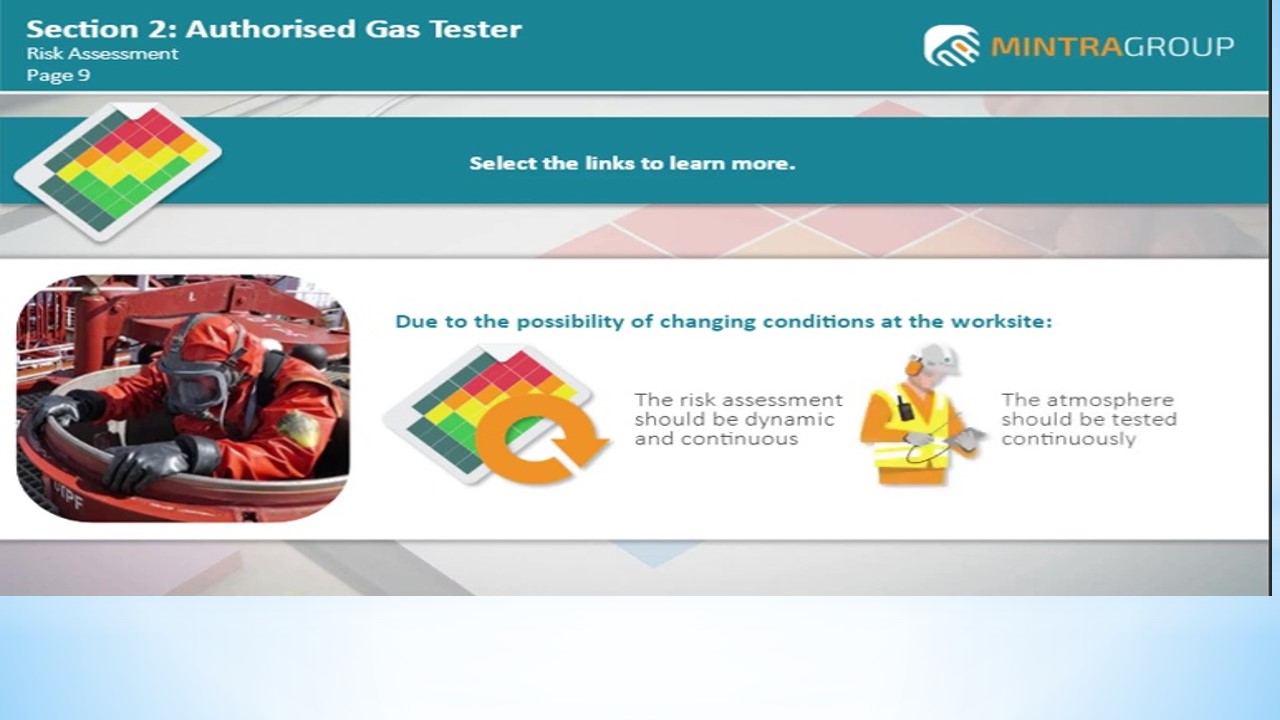 Section 2: Authorised Gas Tester
Risk Assessment
Page 9
MINTRAGROUP
Select the links to learn more.
Due to the possibility of changing conditions at the worksite:
The risk assessment
should be dynamic
and continuous
The atmosphere
should be tested
continuously